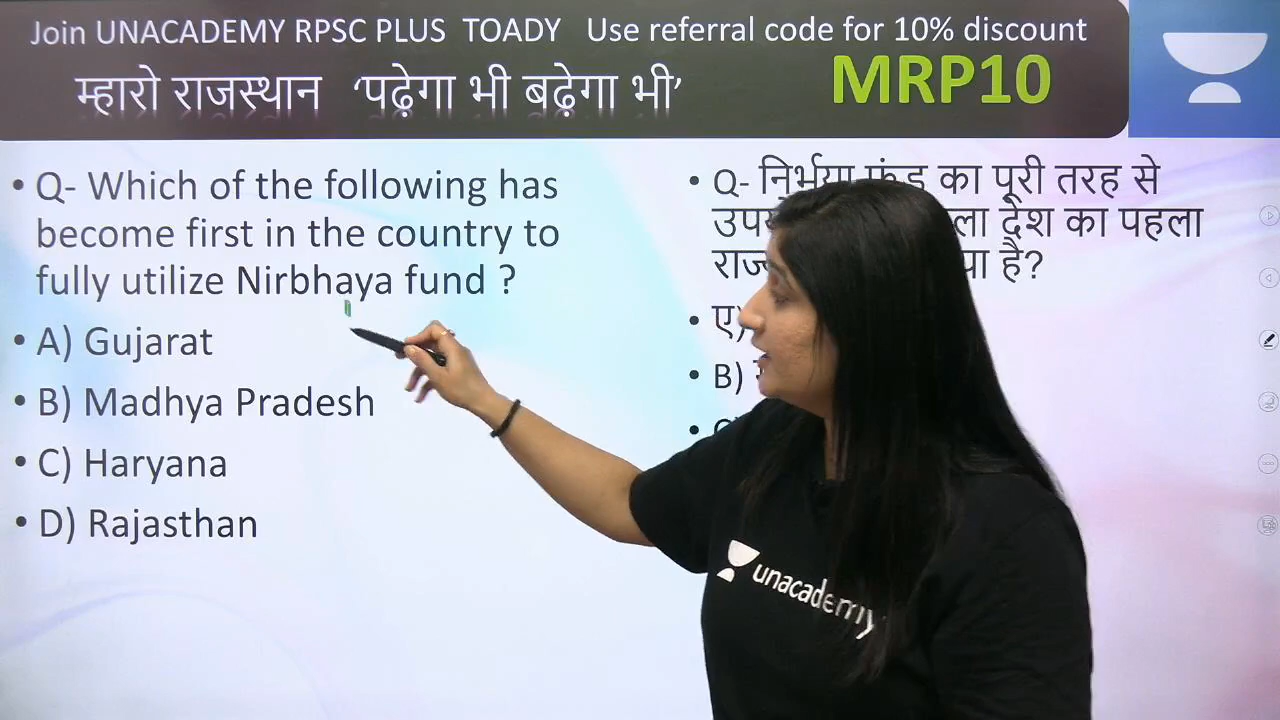 Join UNACADEMY RPSC PLUS TOADY Use referral code for 10% discount
म्हारो राजस्थान ‘पढ़ेगा भी बढ़ेगा भी’ MRP10
• Q- Which of the following has
become first in the country to
fully utilize Nirbhaya fund ?
• A) Gujarat
• B) Madhya Pradesh
• C) Haryana
• D) Rajasthan
• Q- निर्भया फंड का पूरी तरह से
देश का पहला
है?
• ए)
• B)
unacademy